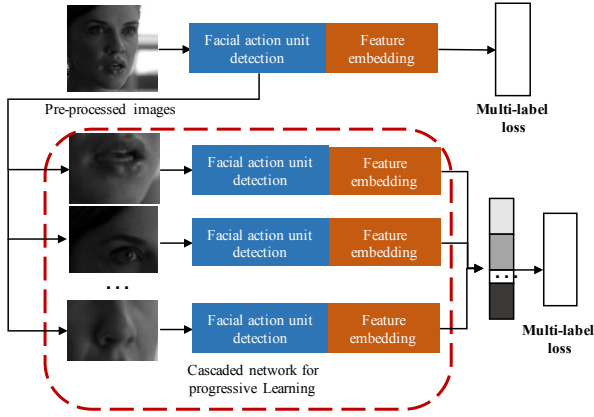 Facial action unit
detection
Feature
embedding
Pre-processed images
Multi-label
loss
Facial action unit
detection
Feature
embedding
Facial action unit
detection
Feature
embedding
...
...
Facial action unit
detection
Feature
embedding
Multi-label
loss
Cascaded network for
progressive Learning